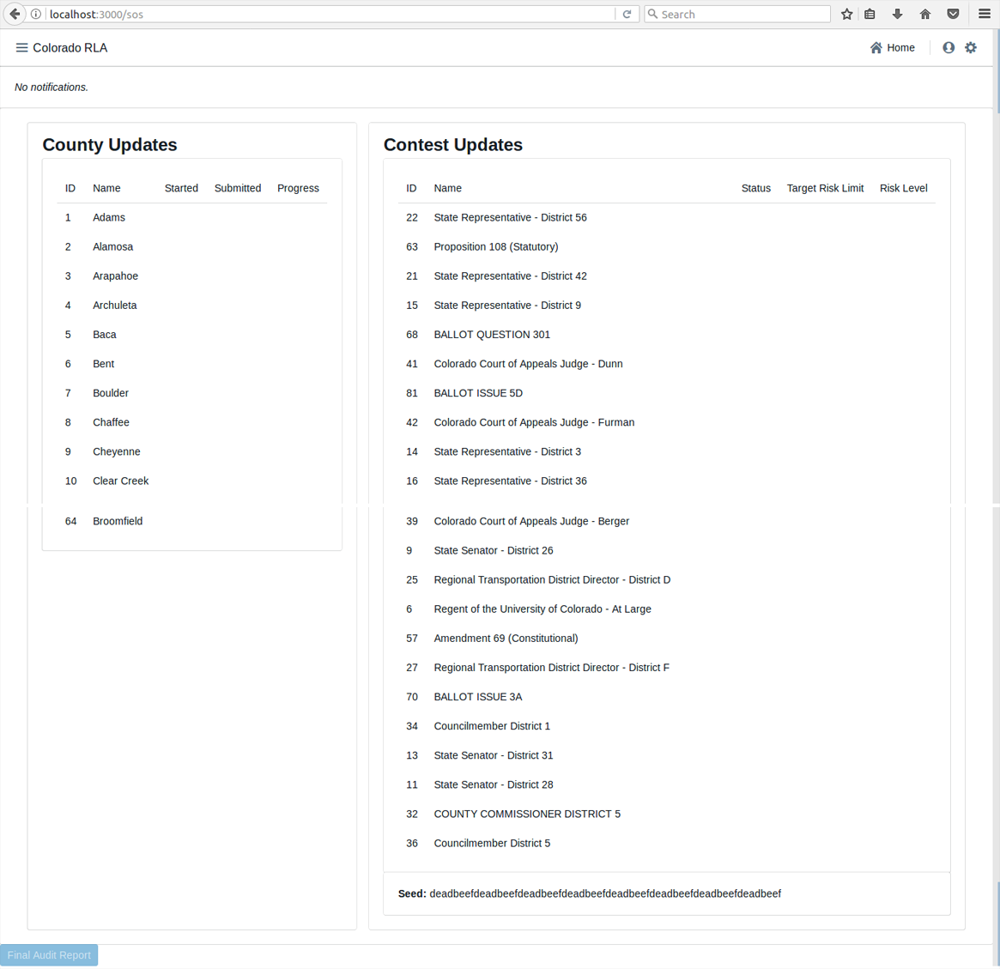 localhost:3000/sos
Search
Colorado RLA
Home
No notifications.
County Updates
ID Name Started Submitted Progress
1 Adams
2 Alamosa
3 Arapahoe
4 Archuleta
5 Baca
6 Bent
7 Boulder
8 Chaffee
9 Cheyenne
10 Clear Creek
64 Broomfield
Contest Updates
ID Name Status Target Risk Limit Risk Level
22 State Representative - District 56
63 Proposition 108 (Statutory)
21 State Representative - District 42
15 State Representative - District 9
68 BALLOT QUESTION 301
41 Colorado Court of Appeals Judge - Dunn
81 BALLOT ISSUE 5D
42 Colorado Court of Appeals Judge - Furman
14 State Representative - District 3
16 State Representative - District 36
39 Colorado Court of Appeals Judge - Berger
9 State Senator - District 26
25 Regional Transportation District Director - District D
6 Regent of the University of Colorado - At Large
57 Amendment 69 (Constitutional)
27 Regional Transportation District Director - District F
70 BALLOT ISSUE 3A
34 Councilmember District 1
13 State Senator - District 31
11 State Senator - District 28
32 COUNTY COMMISSIONER DISTRICT 5
36 Councilmember District 5
Seed: deadbeefdeadbeefdeadbeefdeadbeefdeadbeefdeadbeefdeadbeefdeadbeef
Final Audit Report